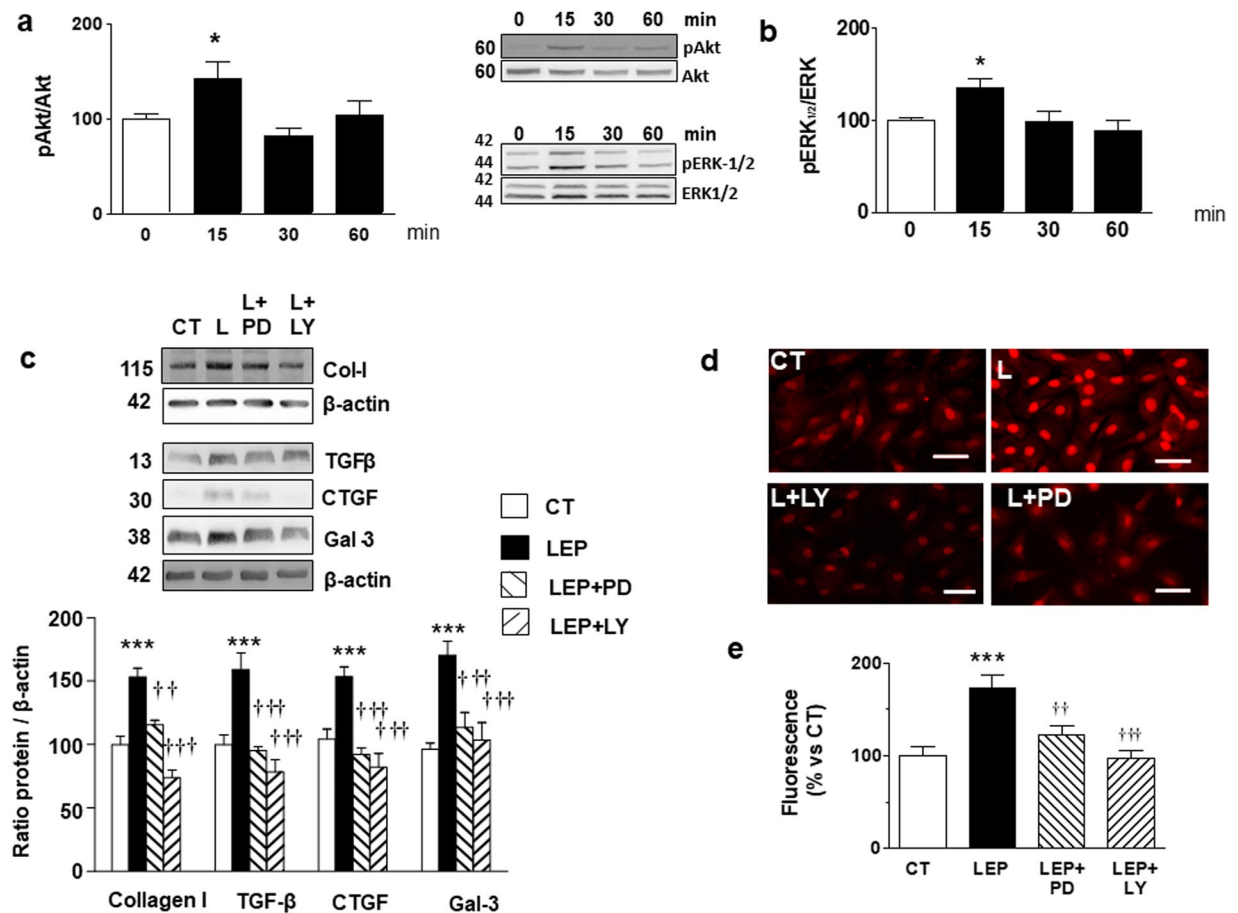 a
200
150
100
50
0
pAkt/Akt
*
0 15 30 60 min
0 15 30 60 min
60 pAkt
60 Akt
0 15 30 60 min
42
44 pERK-1/2
42
44 ERK1/2
b
200
100
0
pERK1/2/ERK
*
0 15 30 60 min
c
CT L L+ PD L+ LY
115 Col-I
42 β-actin
13 TGFβ
30 CTGF
38 Gal 3
42 β-actin
CT
LEP
LEP+PD
LEP+LY
200
150
100
50
0
Ratio protein / β-actin
*** *** *** ***
†† ††† ††† †††
††† ††† ††† †††
Collagen I TGF-β CTGF Gal-3
d
CT L
L+LY L+PD
e
200
100
0
Fluorescence
(% vs CT)
***
†† †††
CT LEP LEP+ LEP+
PD LY